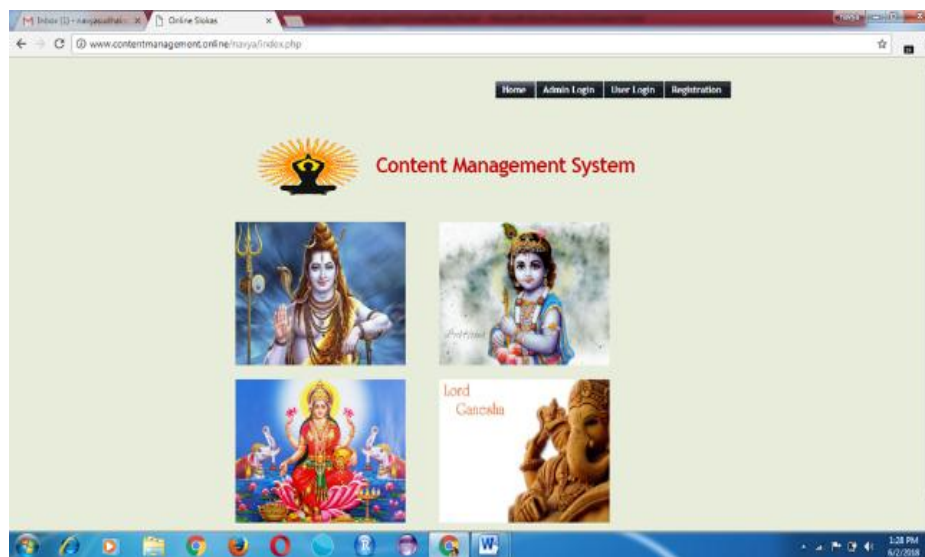 Online Slokas
navya
www.contentmanagement.online/navya/index.php
Home Admin Login User Login Registration
Content Management System
Lord
Ganesha
1:28 PM
6/2/2018